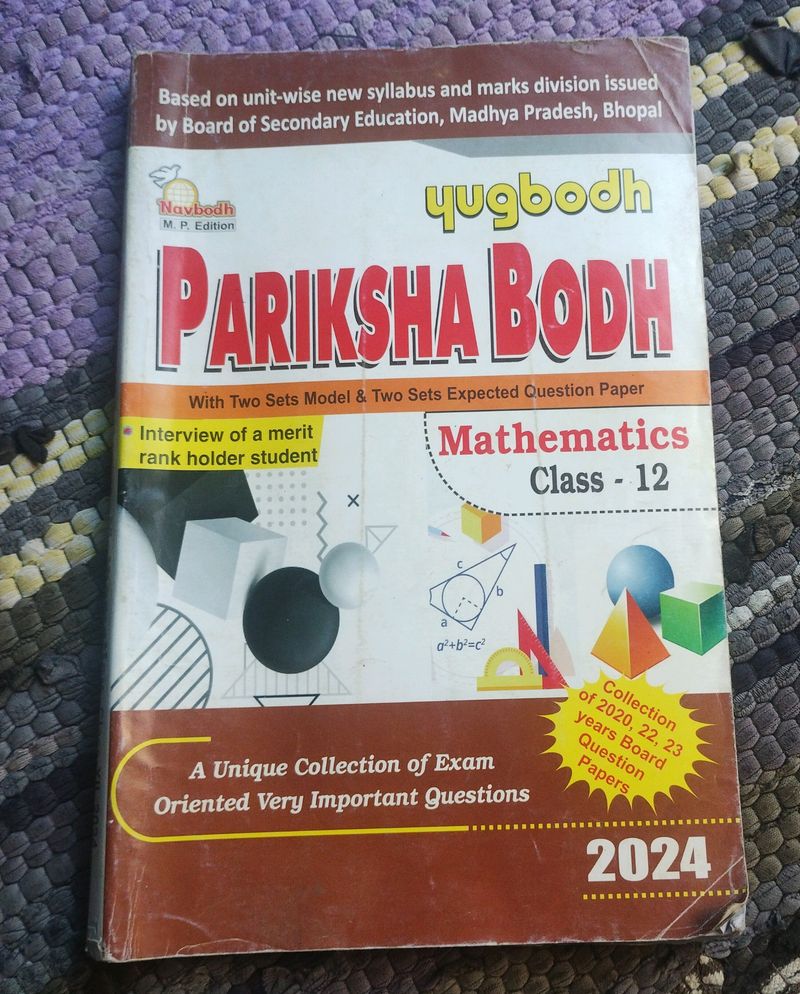 Based on unit-wise new syllabus and marks division issued
by Board of Secondary Education, Madhya Pradesh, Bhopal
Navbodh
M. P. Edition
yugbodh
PARIKSHA BODH
With Two Sets Model & Two Sets Expected Question Paper
Interview of a merit
rank holder student
Mathematics
Class - 12
c
b
a
a²+b²=c²
Collection
of 2020, 22, 23
years Board
Question
Papers
A Unique Collection of Exam
Oriented Very Important Questions
2024